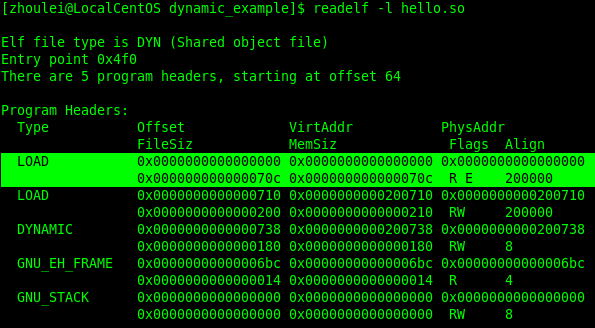 [zhoulei@LocalCentOS dynamic_example]$ readelf -l hello.so
Elf file type is DYN (Shared object file)
Entry point 0x4f0
There are 5 program headers, starting at offset 64
Program Headers:
  Type           Offset             VirtAddr           PhysAddr
                 FileSiz            MemSiz              Flags  Align
  LOAD           0x0000000000000000 0x0000000000000000 0x0000000000000000
                 0x000000000000070c 0x000000000000070c  R E    200000
  LOAD           0x0000000000000710 0x0000000000200710 0x0000000000200710
                 0x0000000000000200 0x0000000000000210  RW     200000
  DYNAMIC        0x0000000000000738 0x0000000000200738 0x0000000000200738
                 0x0000000000000180 0x0000000000000180  RW     8
  GNU_EH_FRAME   0x00000000000006bc 0x00000000000006bc 0x00000000000006bc
                 0x0000000000000014 0x0000000000000014  R      4
  GNU_STACK      0x0000000000000000 0x0000000000000000 0x0000000000000000
                 0x0000000000000000 0x0000000000000000  RW     8